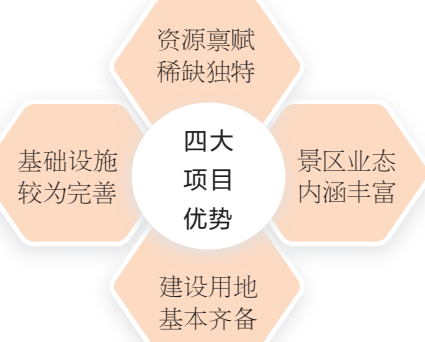 资源禀赋
稀缺独特
基础设施
较为完善
四大
项目
优势
景区业态
内涵丰富
建设用地
基本齐备